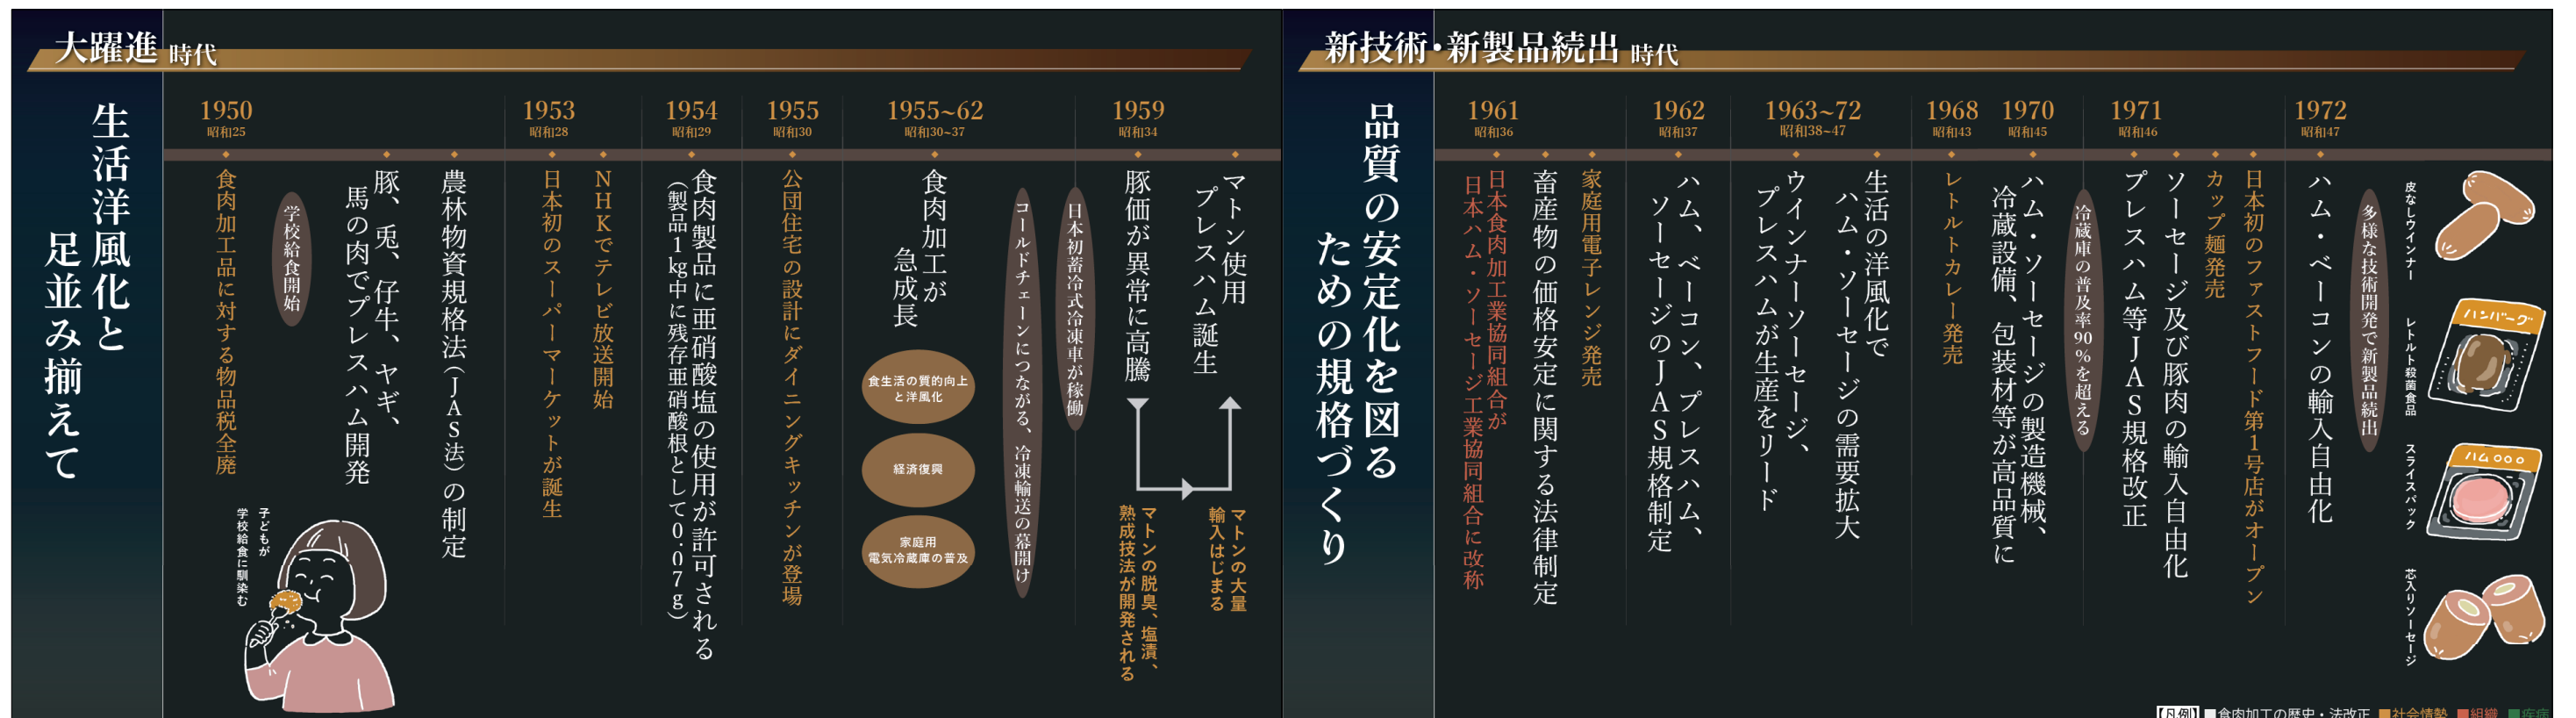 大躍進 時代
生活洋風化と
足並み揃えて
1950
昭和25
食肉加工品に対する物品税全廃
学校給食開始
豚、兎、仔牛、ヤギ、
馬の肉でプレスハム開発
農林物資規格法（JAS法）の制定
子どもが
学校給食に馴染む
1953
昭和28
日本初のスーパーマーケットが誕生
NHKでテレビ放送開始
1954
昭和29
食肉製品に亜硝酸塩の使用が許可される
（製品1㎏中に残存亜硝酸根として0.07g）
1955
昭和30
公団住宅の設計にダイニングキッチンが登場
1955~62
昭和30~37
食肉加工が
急成長
食生活の質的向上
と洋風化
経済復興
家庭用
電気冷蔵庫の普及
コールドチェーンにつながる、冷凍輸送の幕開け
日本初蓄冷式冷凍車が稼働
1959
昭和34
豚価が異常に高騰
マトン使用
プレスハム誕生
マトンの脱臭、塩漬、
熟成技法が開発される
マトンの大量
輸入はじまる
新技術・新製品続出 時代
品質の安定化を図る
ための規格づくり
1961
昭和36
日本食肉加工業協同組合が
日本ハム・ソーセージ工業協同組合に改称
畜産物の価格安定に関する法律制定
家庭用電子レンジ発売
1962
昭和37
ハム、ベーコン、プレスハム、
ソーセージのJAS規格制定
1963~72
昭和38~47
ウインナーソーセージ、
プレスハムが生産をリード
生活の洋風化で
ハム・ソーセージの需要拡大
1968
昭和43
レトルトカレー発売
1970
昭和45
ハム・ソーセージの製造機械、
冷蔵設備、包装材等が高品質に
冷蔵庫の普及率90％を超える
1971
昭和46
プレスハム等JAS規格改正
ソーセージ及び豚肉の輸入自由化
カップ麺発売
日本初のファストフード第1号店がオープン
1972
昭和47
ハム・ベーコンの輸入自由化
多様な技術開発で新製品続出
皮なしウインナー
レトルト殺菌食品
ハンバーグ
スライスパック
ハム○○○
芯入りソーセージ
【凡例】■食肉加工の歴史・法改正 ■社会情勢 ■組織 ■疾病